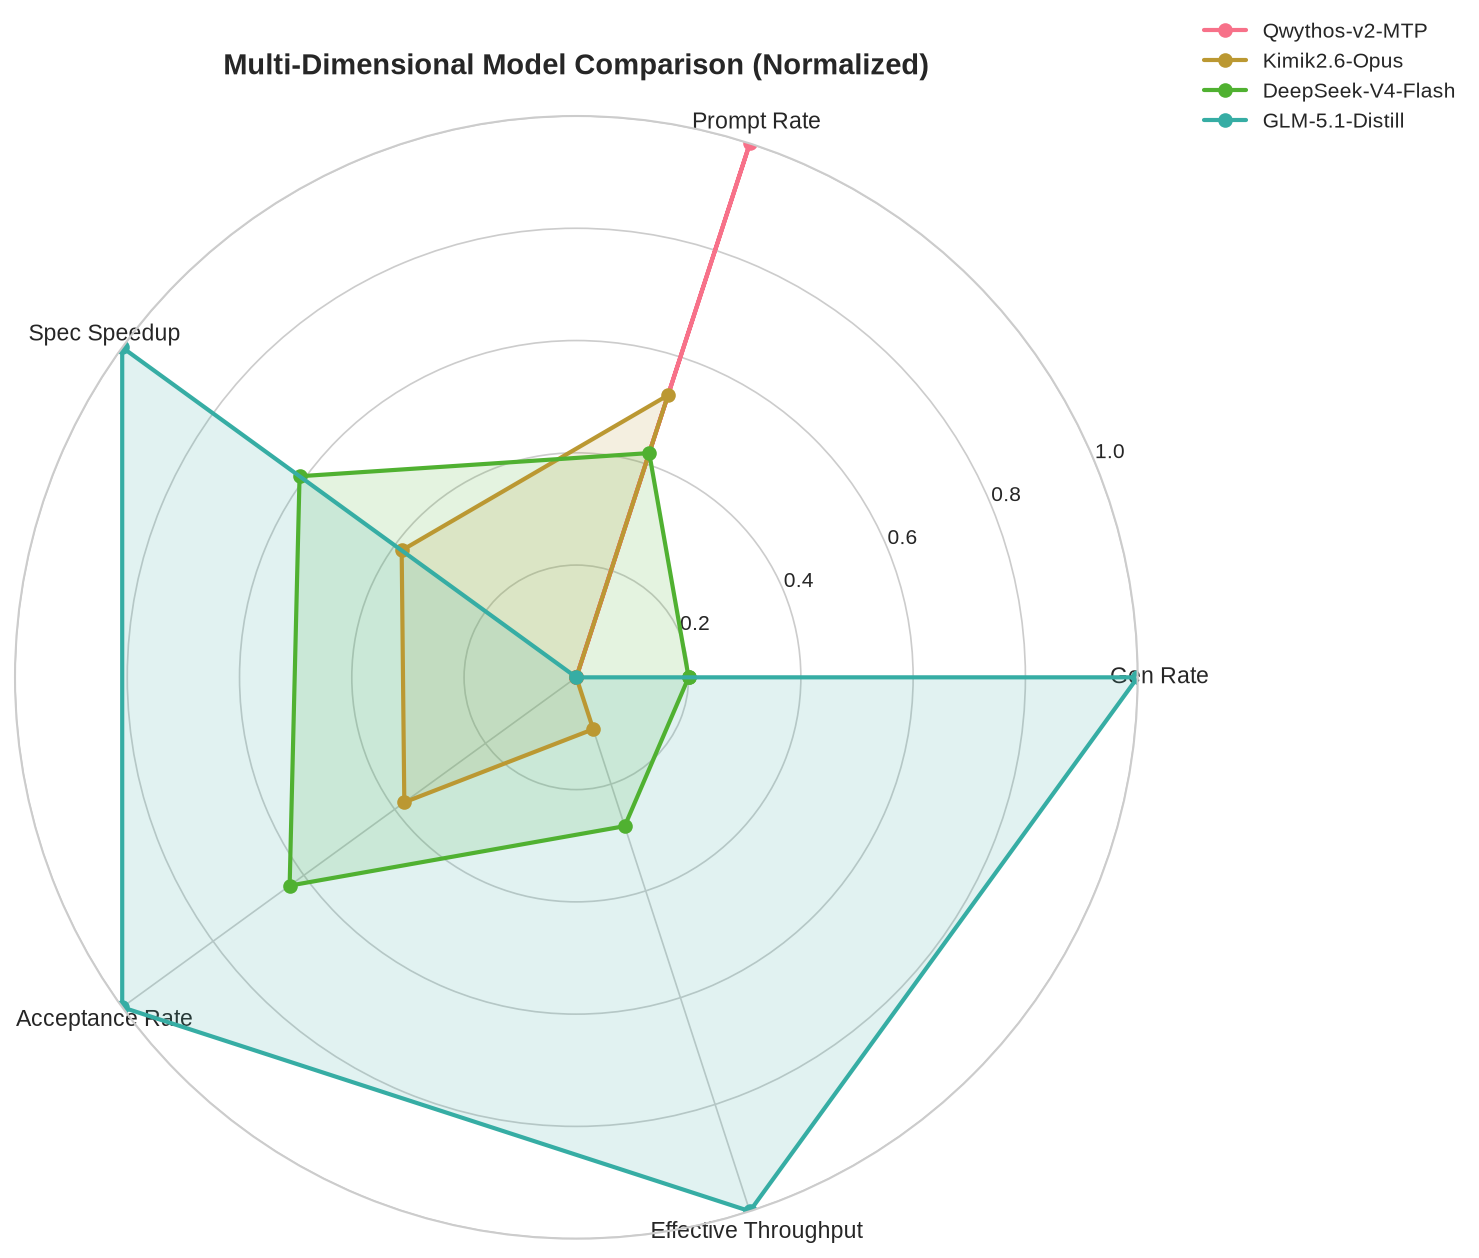 Qwythos-v2-MTP
Kimik2.6-Opus
DeepSeek-V4-Flash
GLM-5.1-Distill
Multi-Dimensional Model Comparison (Normalized)
Prompt Rate
Spec Speedup
1.0
0.8
0.6
0.4
0.2
Gen Rate
Acceptance Rate
Effective Throughput